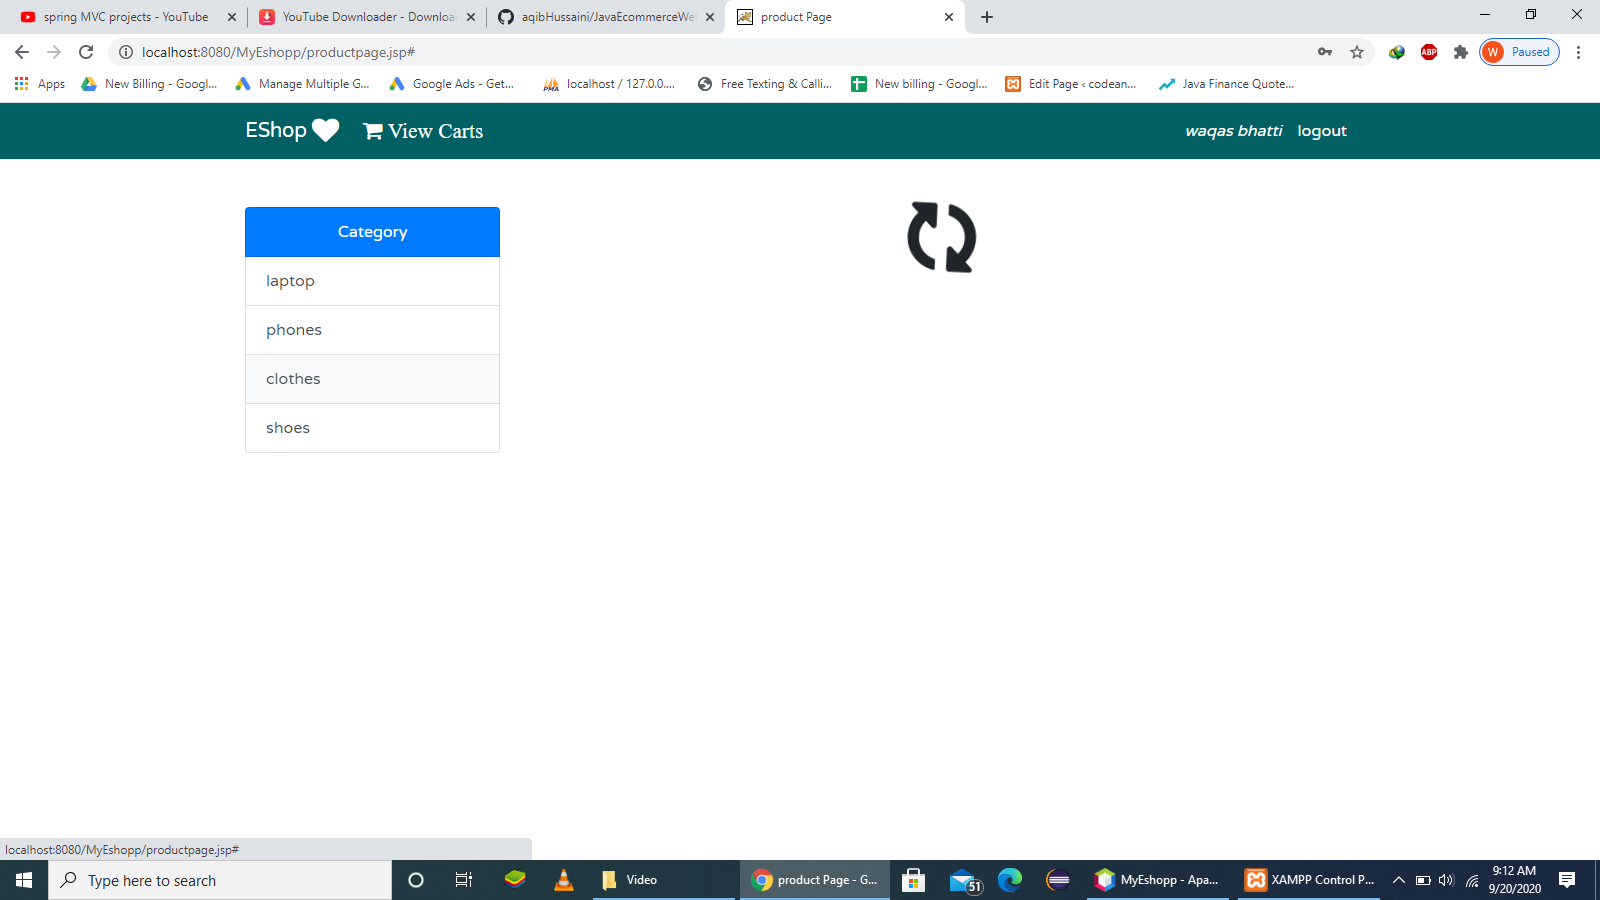 spring MVC projects - YouTube
YouTube Downloader - Downloa
aqibHussaini/JavaEcommerceWe
product Page
localhost:8080/MyEshopp/productpage.jsp#
ABP
W Paused
Apps
New Billing - Googl...
Manage Multiple G...
Google Ads - Get...
PMA
localhost / 127.0.0....
Free Texting & Calli...
New billing - Googl...
Edit Page ‹ codean...
Java Finance Quote...
EShop
View Carts
waqas bhatti
logout
Category
laptop
phones
clothes
shoes
localhost:8080/MyEshopp/productpage.jsp#
Type here to search
Video
product Page - G...
51
MyEshopp - Apa...
XAMPP Control P...
9:12 AM
9/20/2020